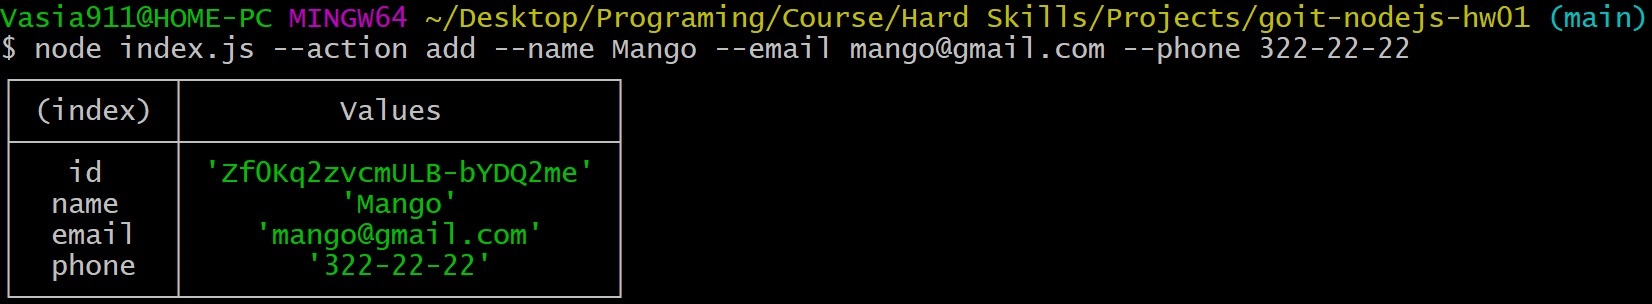 Vasia911@HOME-PC MINGW64 ~/Desktop/Programing/Course/Hard Skills/Projects/goit-nodejs-hw01 (main)
$ node index.js --action add --name Mango --email mango@gmail.com --phone 322-22-22
(index) Values
id 'ZfOKq2zvcmULB-bYDQ2me'
name 'Mango'
email 'mango@gmail.com'
phone '322-22-22'